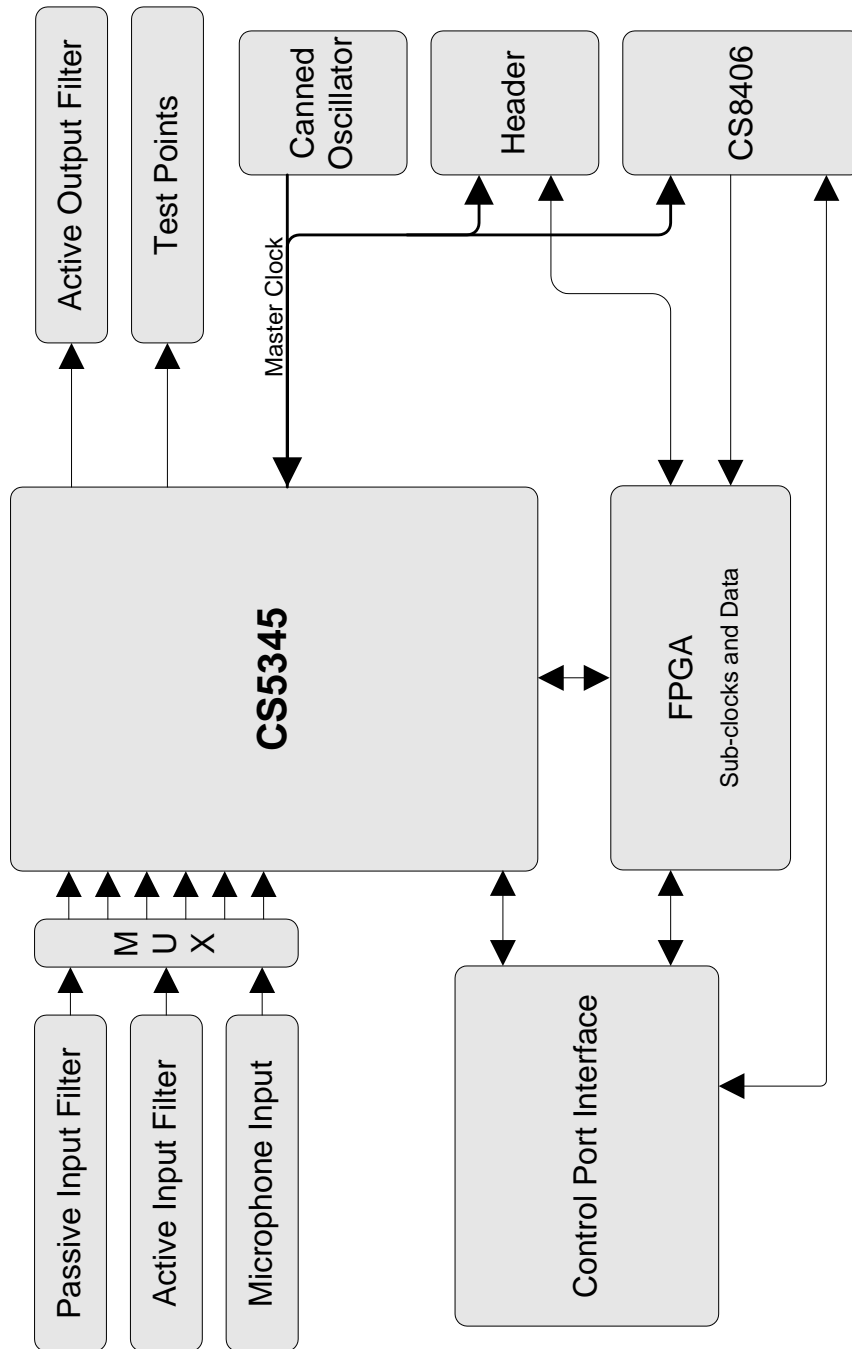 Active Output Filter
Test Points
Canned
Oscillator
Header
CS8406
Master Clock
CS5345
FPGA
Sub-clocks and Data
M
U
X
Passive Input Filter
Active Input Filter
Microphone Input
Control Port Interface